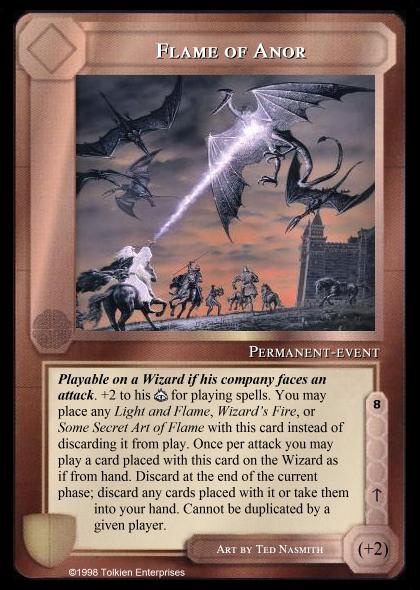 Flame of Anor
Permanent-event
Playable on a Wizard if his company faces an
attack. +2 to his for playing spells. You may
place any Light and Flame, Wizard's Fire, or
Some Secret Art of Flame with this card instead of
discarding it from play. Once per attack you may
play a card placed with this card on the Wizard as
if from hand. Discard at the end of the current
phase; discard any cards placed with it or take them
into your hand. Cannot be duplicated by a
given player.
8
Art by Ted Nasmith
(+2)
©1998 Tolkien Enterprises